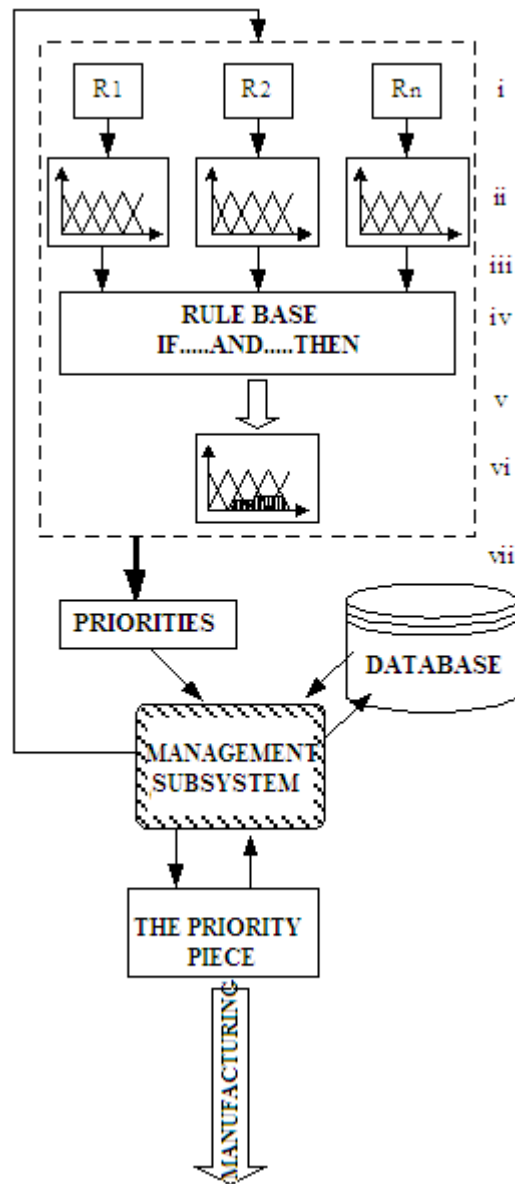 R1 R2 Rn i
ii
iii
RULE BASE
IF.....AND.....THEN
iv
v
vi
vii
PRIORITIES
DATABASE
MANAGEMENT
SUBSYSTEM
THE PRIORITY
PIECE
MANUFACTURING